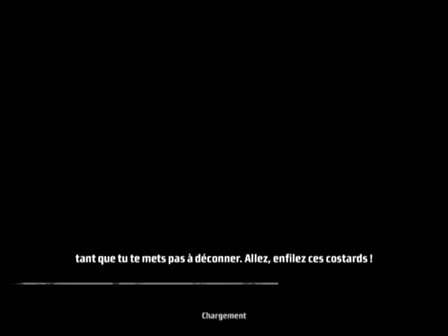 tant que tu te mets pas à déconner. Allez, enfilez ces costards !
Chargement